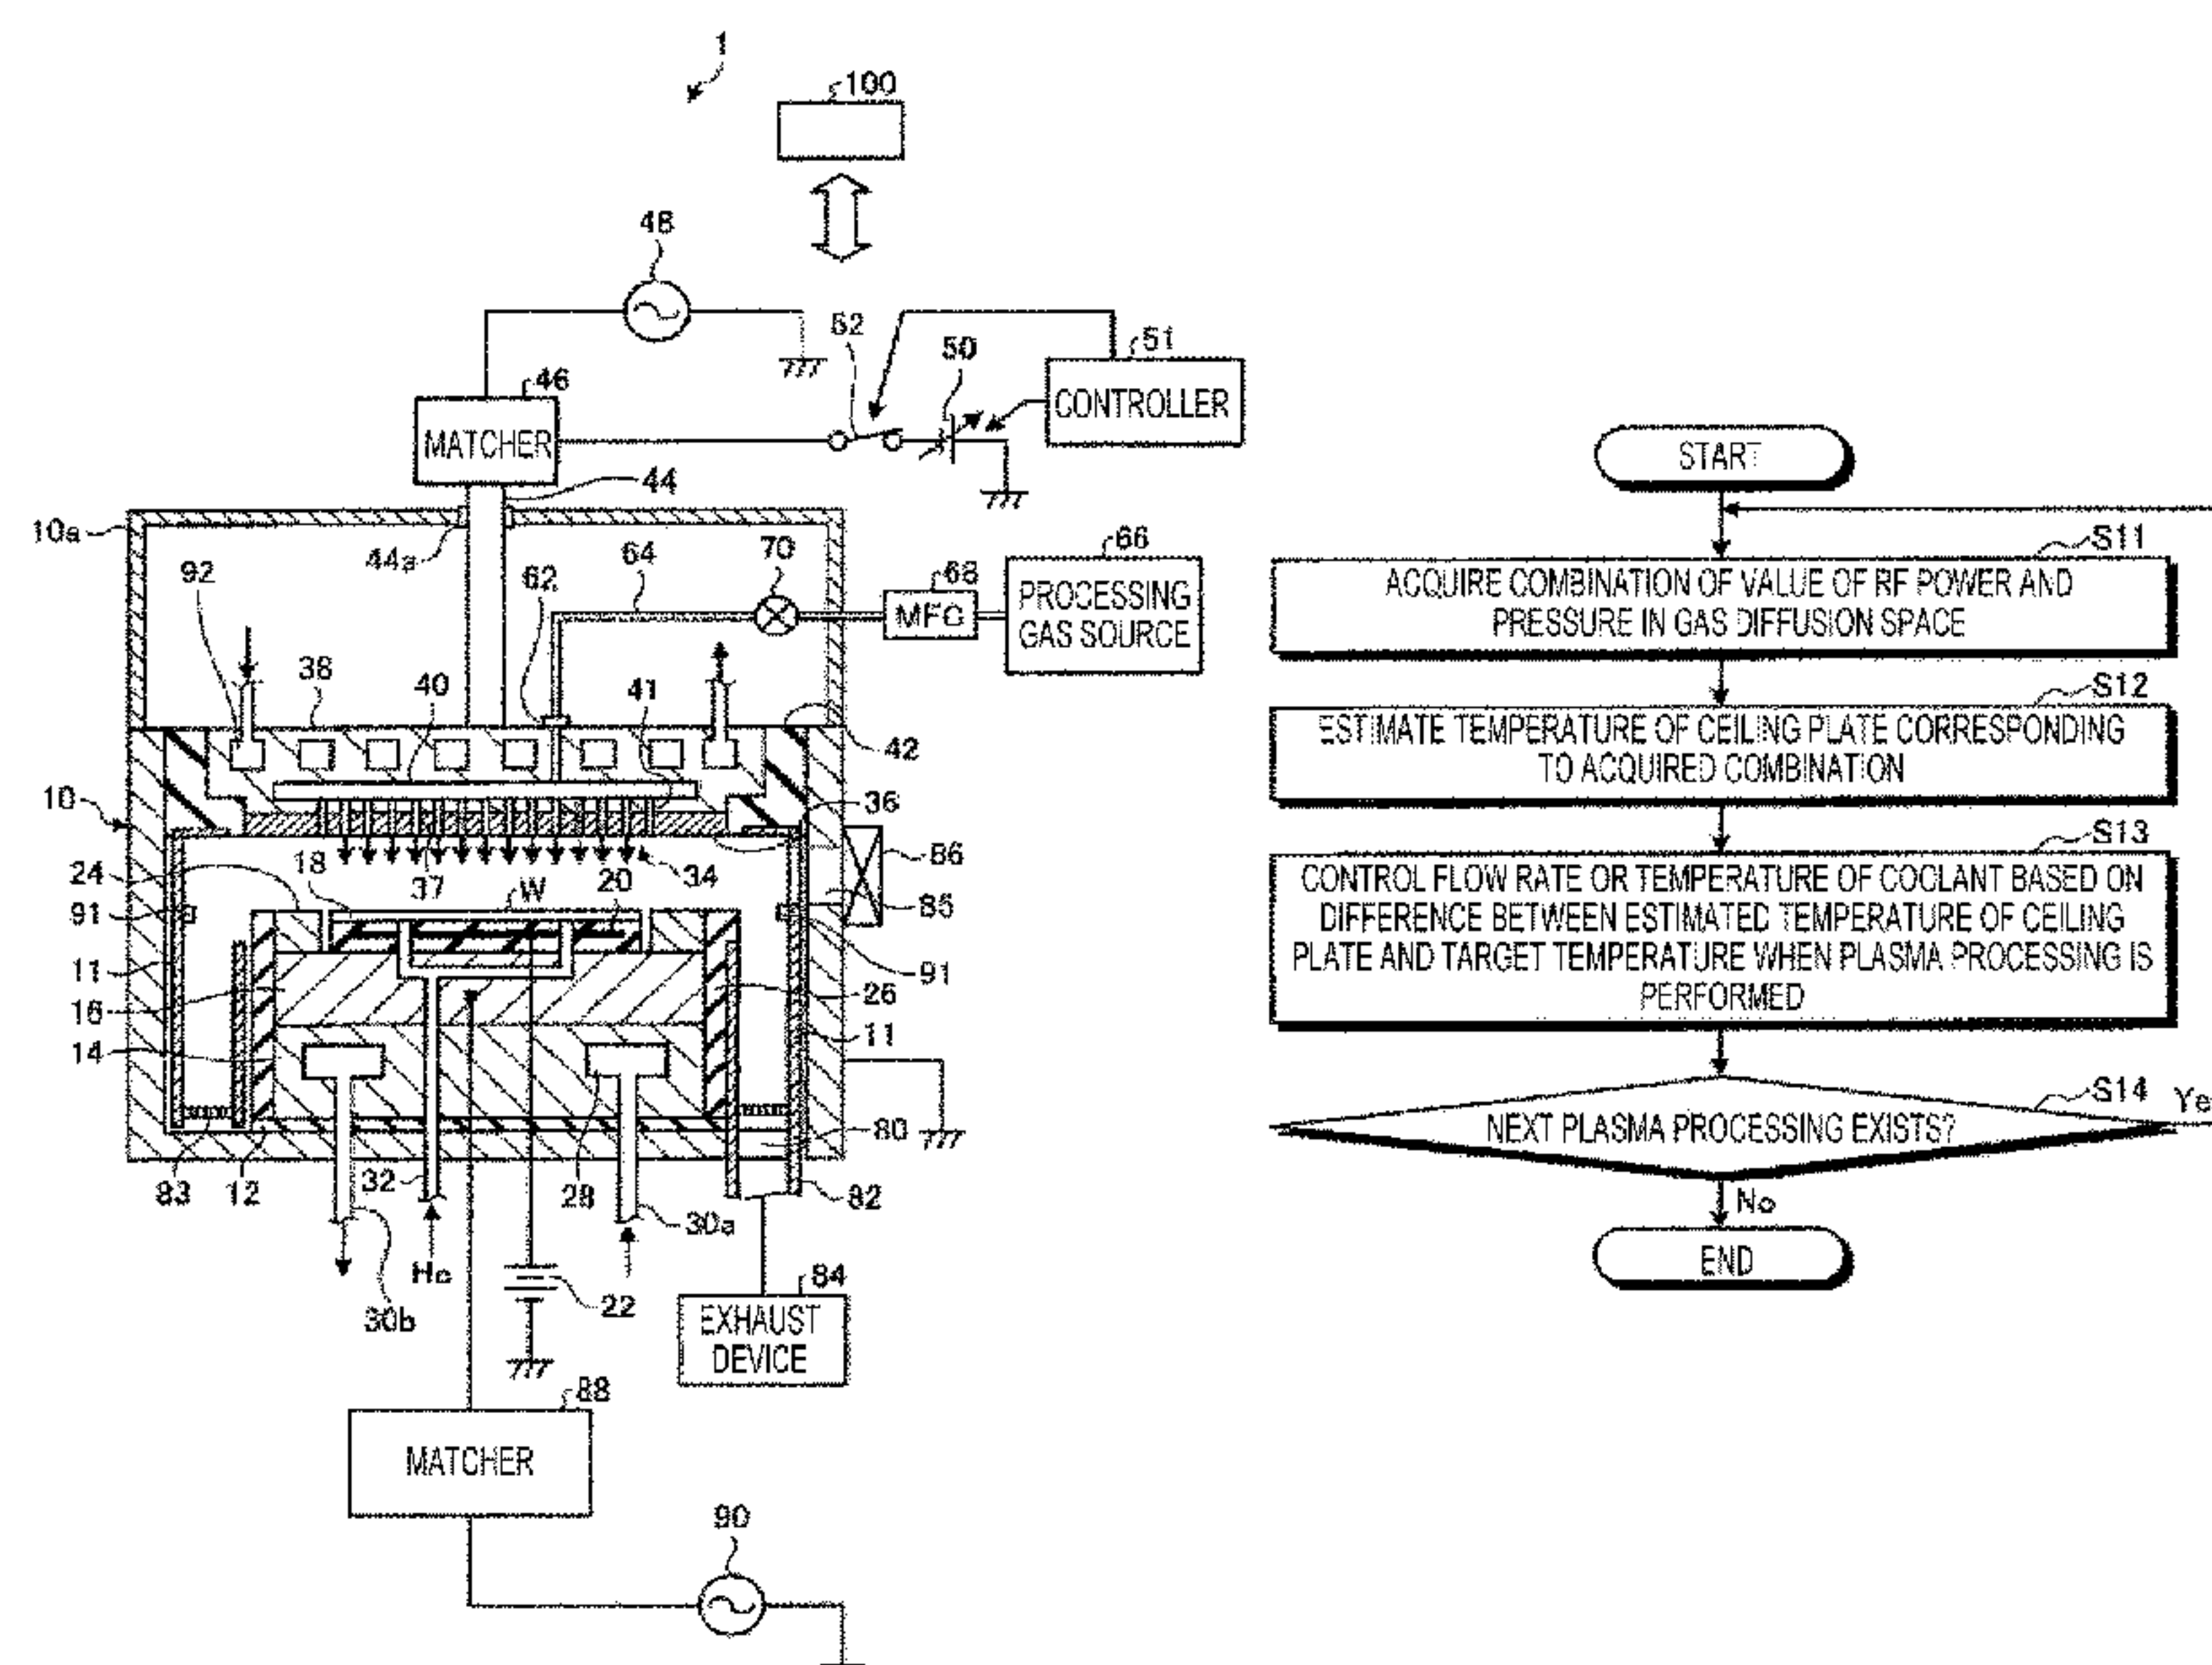 1
100
48
52
50
51
CONTROLLER
46
MATCHER
44
10a
44a
92
64
62
70
68
MFC
66
PROCESSING
GAS SOURCE
38
40
41
42
10
36
86
24
18
37
W
20
34
85
91
91
11
16
26
14
11
80
83
12
32
28
82
30a
He
30b
22
84
EXHAUST
DEVICE
88
MATCHER
90
START
S11
ACQUIRE COMBINATION OF VALUE OF RF POWER AND
PRESSURE IN GAS DIFFUSION SPACE
S12
ESTIMATE TEMPERATURE OF CEILING PLATE CORRESPONDING
TO ACQUIRED COMBINATION
S13
CONTROL FLOW RATE OR TEMPERATURE OF COOLANT BASED ON
DIFFERENCE BETWEEN ESTIMATED TEMPERATURE OF CEILING
PLATE AND TARGET TEMPERATURE WHEN PLASMA PROCESSING IS
PERFORMED
S14
NEXT PLASMA PROCESSING EXISTS?
Ye
No
END